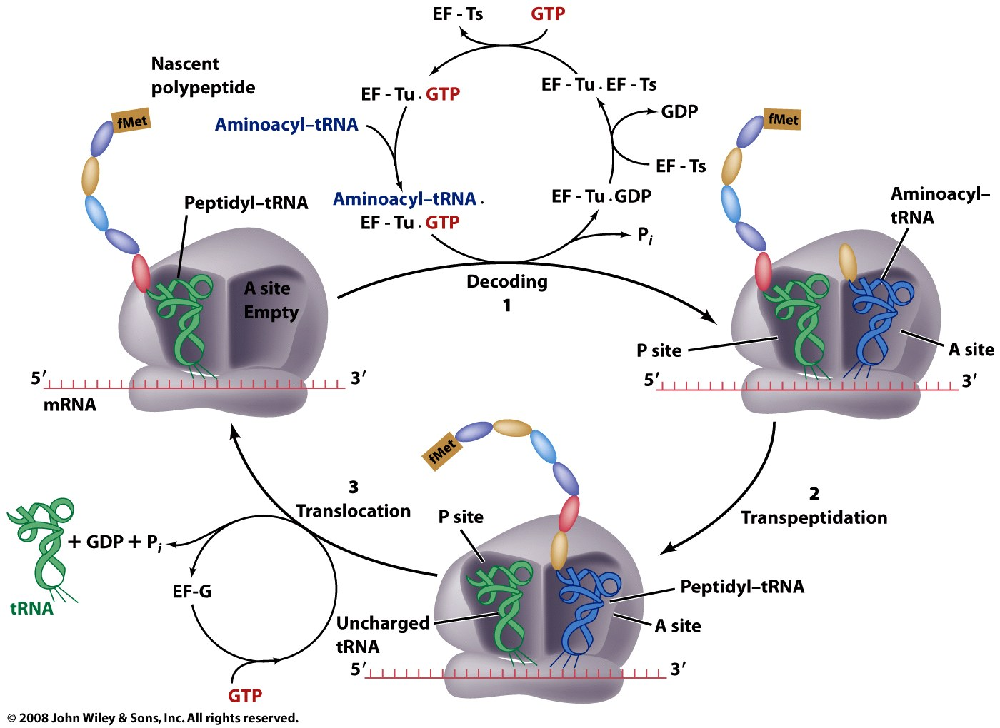 EF - Ts
GTP
Nascent
polypeptide
EF - Tu . GTP
EF - Tu . EF - Ts
fMet
Aminoacyl–tRNA
GDP
EF - Ts
fMet
Aminoacyl–tRNA .
EF - Tu . GTP
EF - Tu . GDP
Pi
Peptidyl–tRNA
Aminoacyl–
tRNA
A site
Empty
Decoding
1
P site
A site
5′
3′
mRNA
5′
3′
fMet
3
Translocation
2
Transpeptidation
P site
+ GDP + Pi
tRNA
EF-G
GTP
Uncharged
tRNA
Peptidyl–tRNA
A site
5′
3′
© 2008 John Wiley & Sons, Inc. All rights reserved.